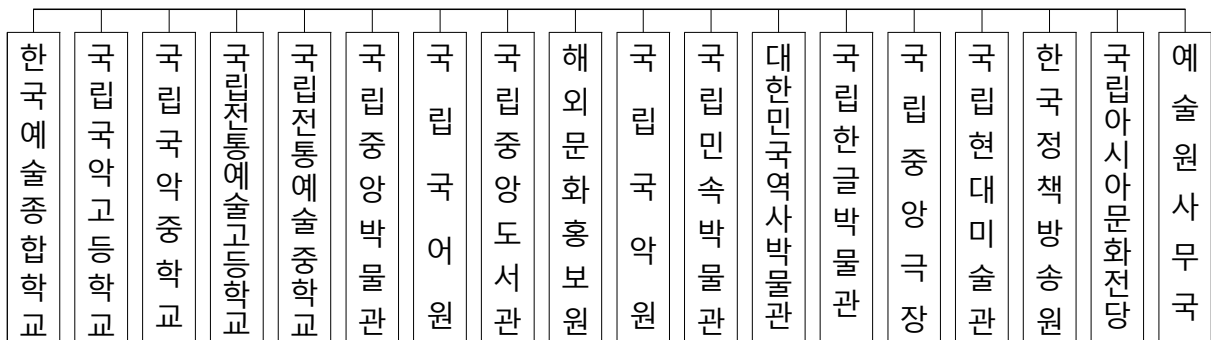 한국예술종합학교
국립국악고등학교
국립국악중학교
국립전통예술고등학교
국립전통예술중학교
국립중앙박물관
국립국어원
국립중앙도서관
해외문화홍보원
국립국악원
국립민속박물관
대한민국역사박물관
국립한글박물관
국립중앙극장
국립현대미술관
한국정책방송원
국립아시아문화전당
예술원사무국